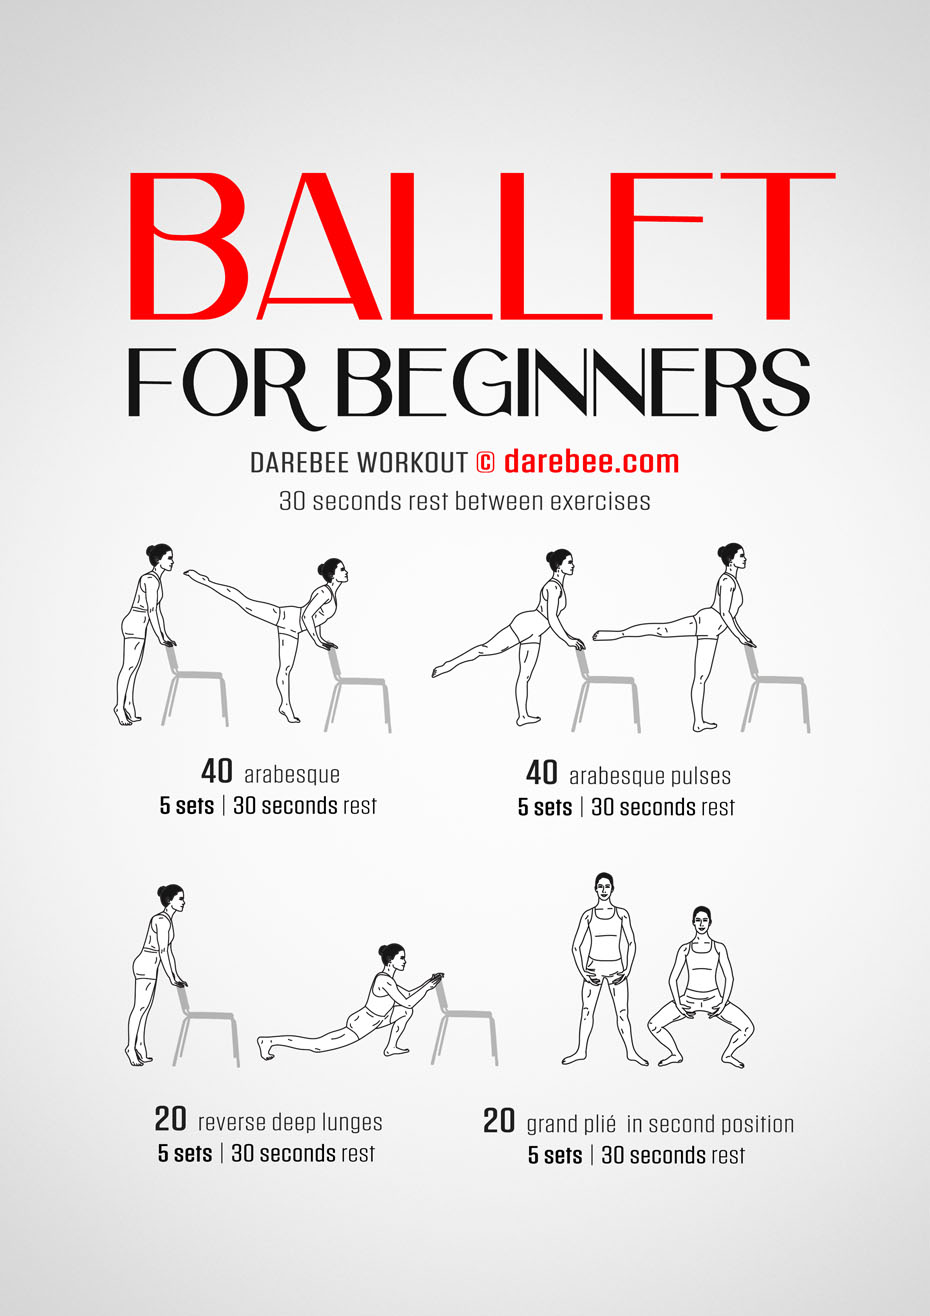 BALLET
FOR BEGINNERS
DAREBEE WORKOUT © darebee.com
30 seconds rest between exercises
40 arabesque
5 sets | 30 seconds rest
40 arabesque pulses
5 sets | 30 seconds rest
20 reverse deep lunges
5 sets | 30 seconds rest
20 grand plié in second position
5 sets | 30 seconds rest